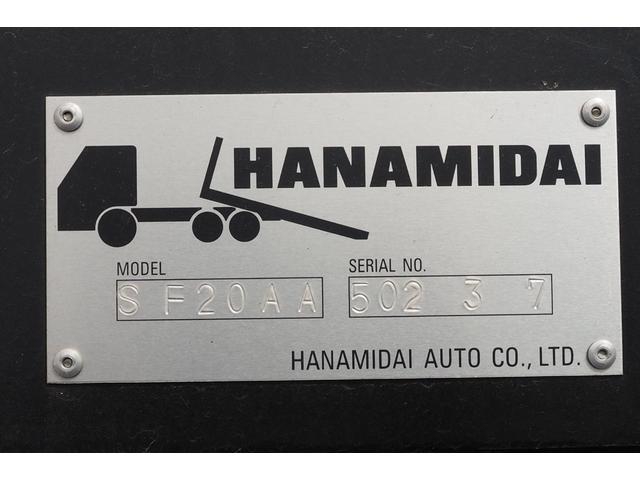 HANAMIDAI
MODEL
SF20AA
SERIAL NO.
502 3 7
HANAMIDAI AUTO CO., LTD.